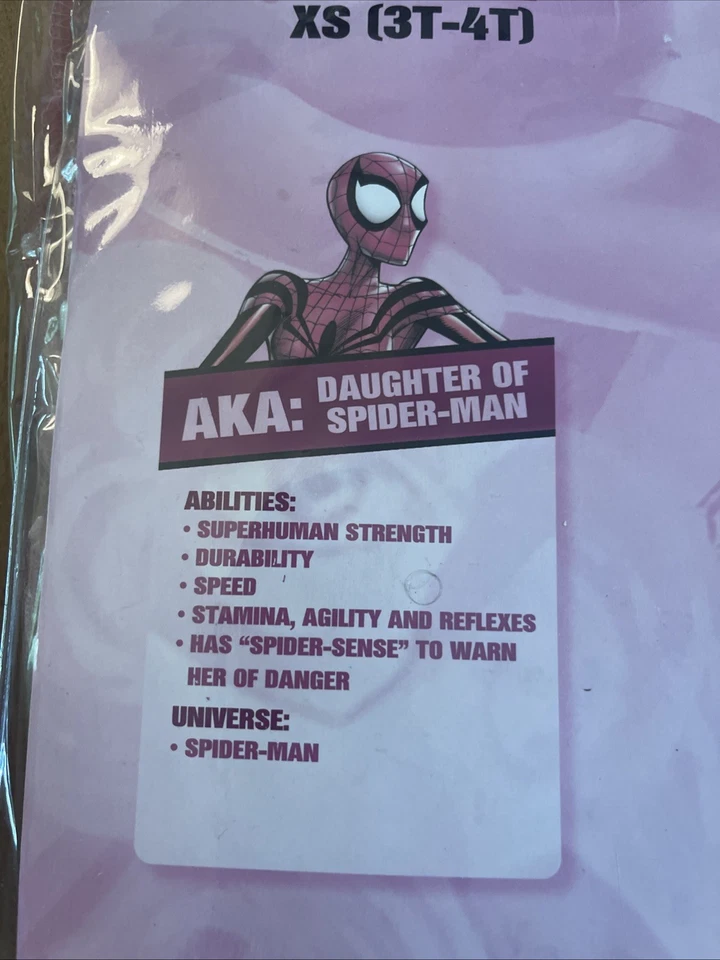 XS (3T-4T)
AKA: DAUGHTER OF
SPIDER-MAN
ABILITIES:
• SUPERHUMAN STRENGTH
• DURABILITY
• SPEED
• STAMINA, AGILITY AND REFLEXES
• HAS “SPIDER-SENSE” TO WARN
HER OF DANGER
UNIVERSE:
• SPIDER-MAN